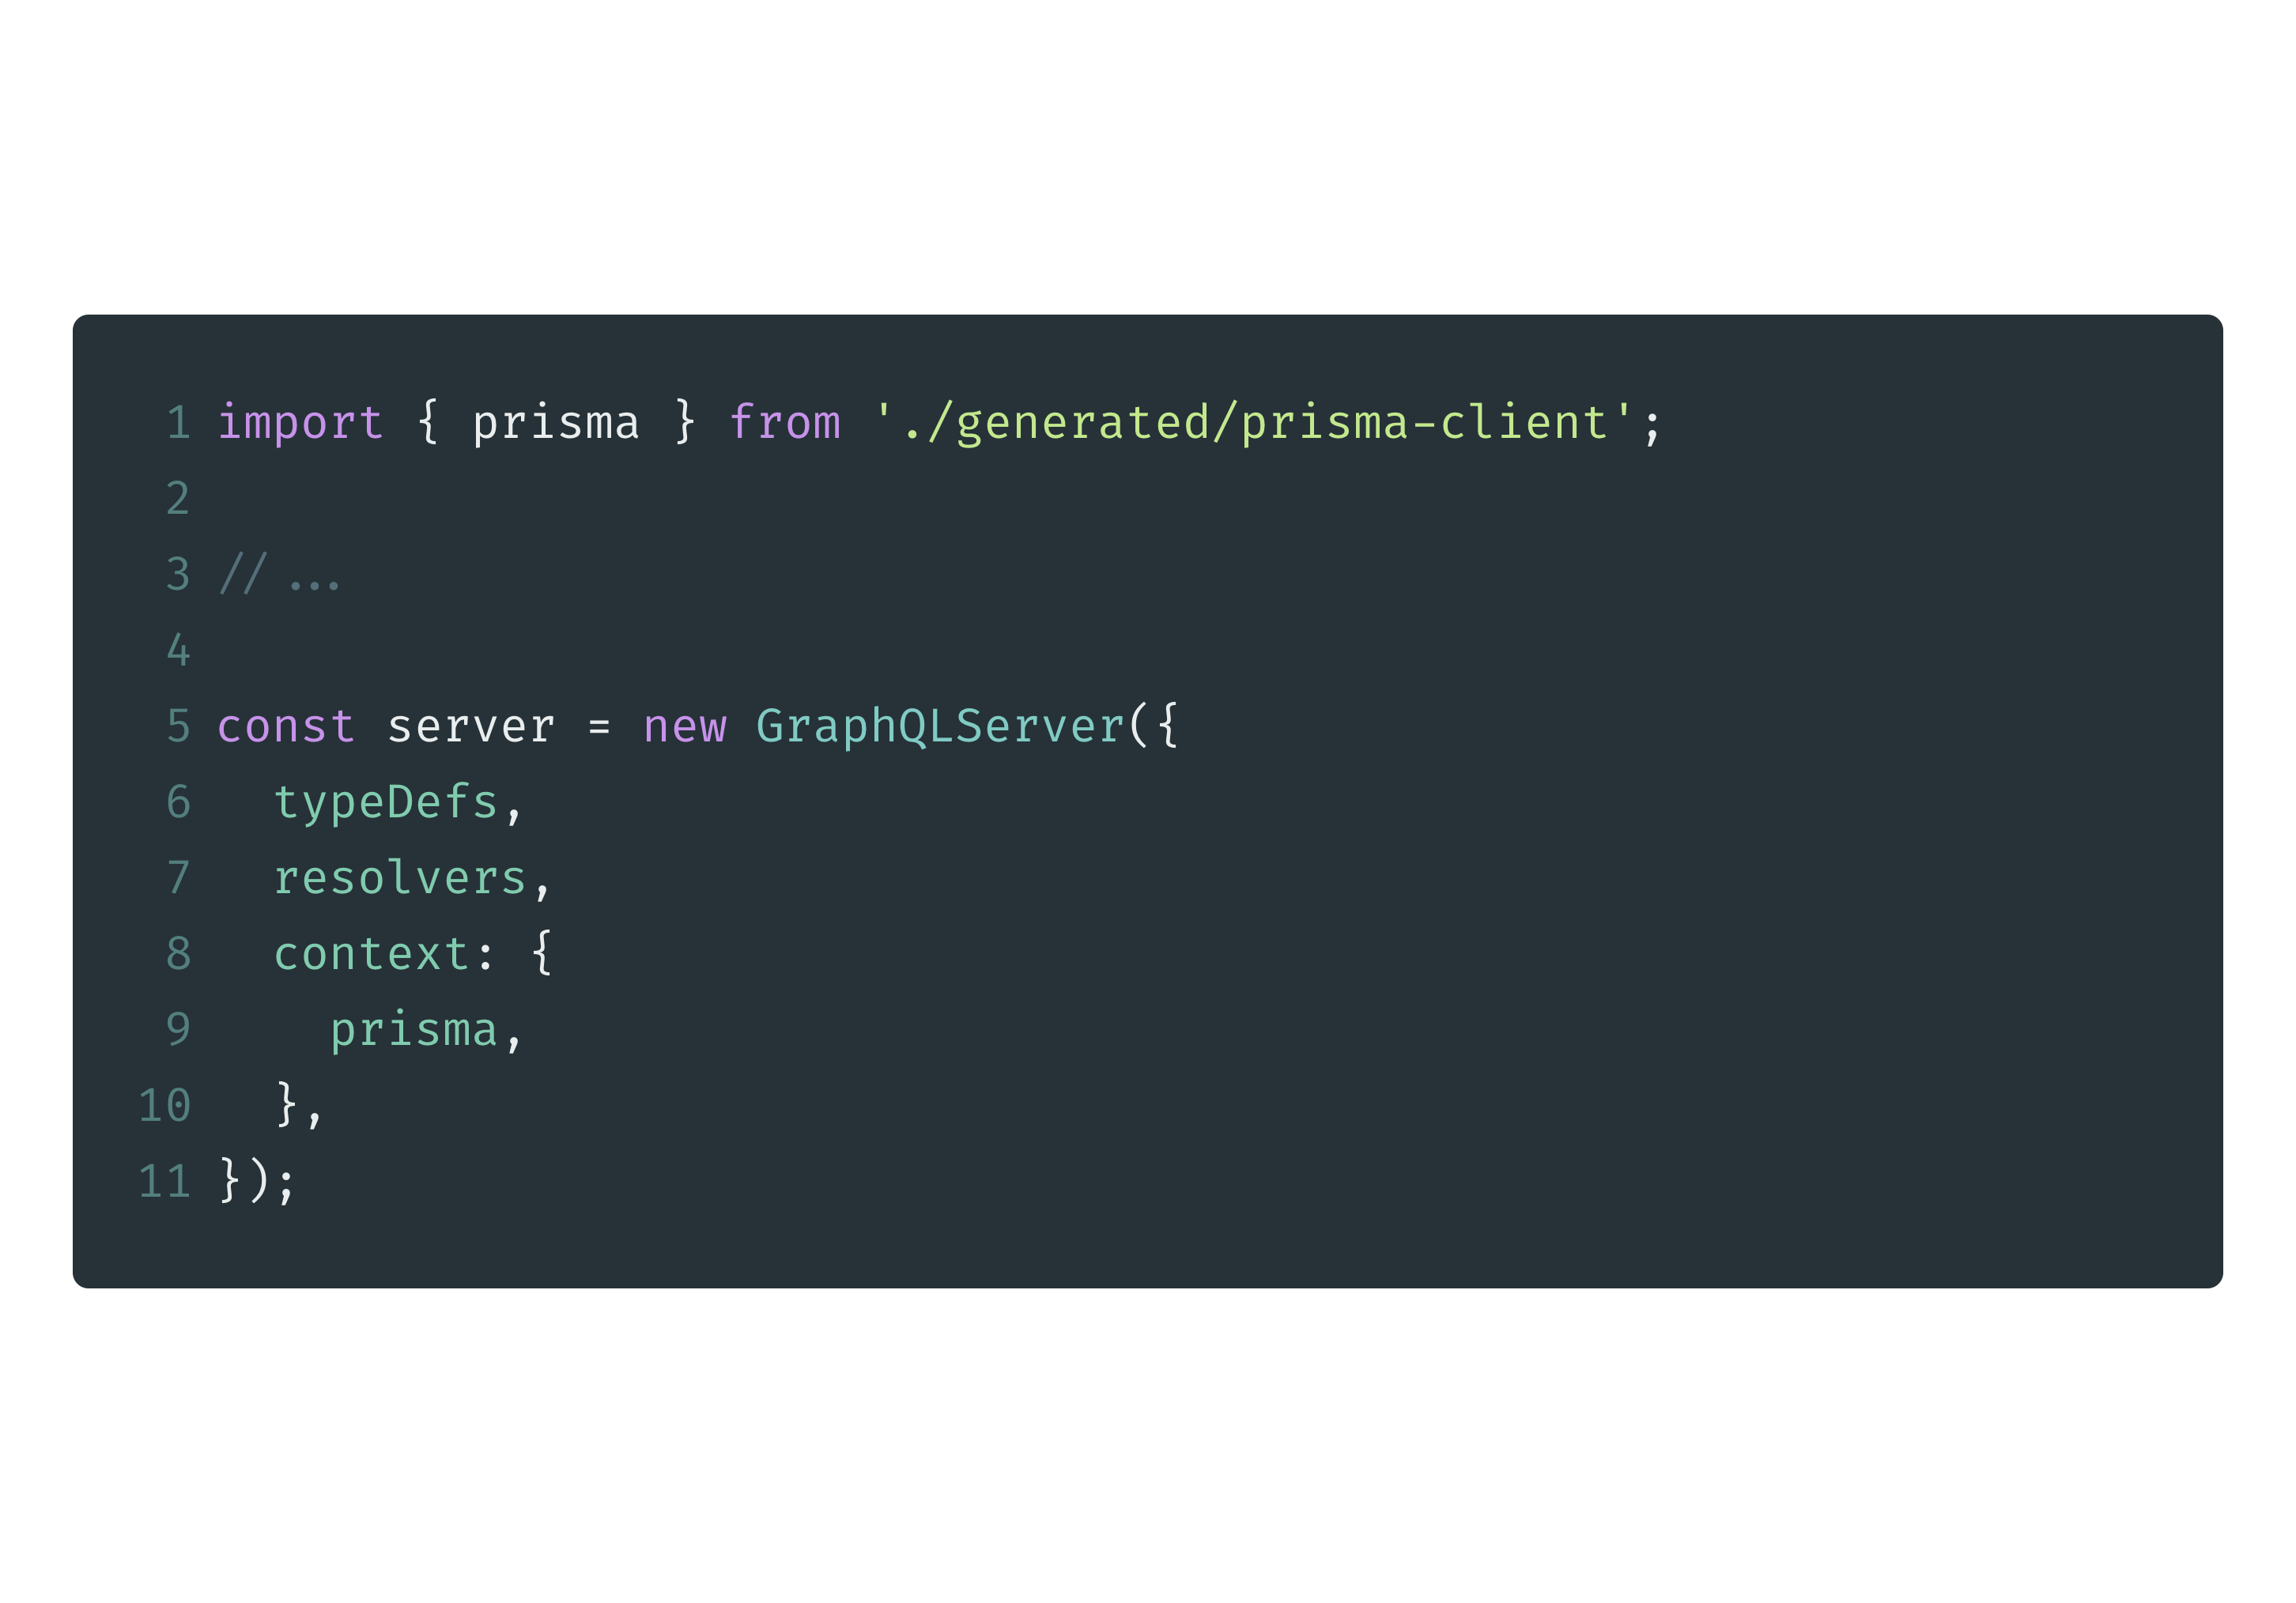 1 import { prisma } from './generated/prisma-client';
2
3 // ...
4
5 const server = new GraphQLServer({
6   typeDefs,
7   resolvers,
8   context: {
9     prisma,
10   },
11 });